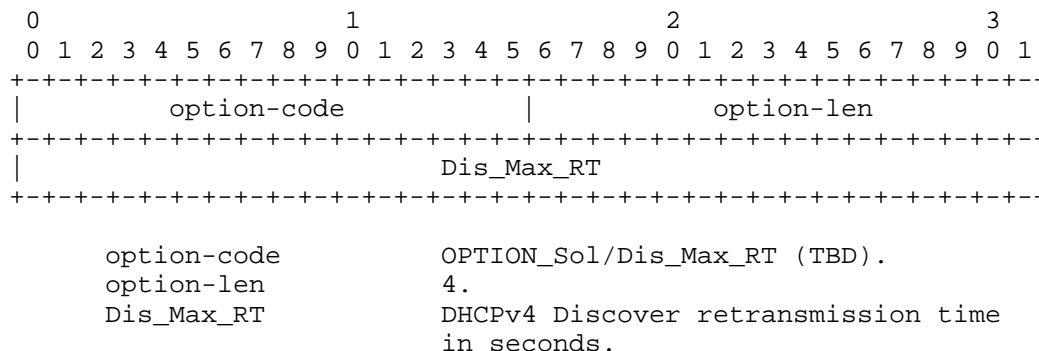 0                   1                   2                   3
0 1 2 3 4 5 6 7 8 9 0 1 2 3 4 5 6 7 8 9 0 1 2 3 4 5 6 7 8 9 0 1
+-+-+-+-+-+-+-+-+-+-+-+-+-+-+-+-+-+-+-+-+-+-+-+-+-+-+-+-+-+-+-+-
|          option-code          |           option-len
+-+-+-+-+-+-+-+-+-+-+-+-+-+-+-+-+-+-+-+-+-+-+-+-+-+-+-+-+-+-+-+-
|                          Dis_Max_RT
+-+-+-+-+-+-+-+-+-+-+-+-+-+-+-+-+-+-+-+-+-+-+-+-+-+-+-+-+-+-+-+-
option-code          OPTION_Sol/Dis_Max_RT (TBD).
option-len           4.
Dis_Max_RT           DHCPv4 Discover retransmission time
in seconds.